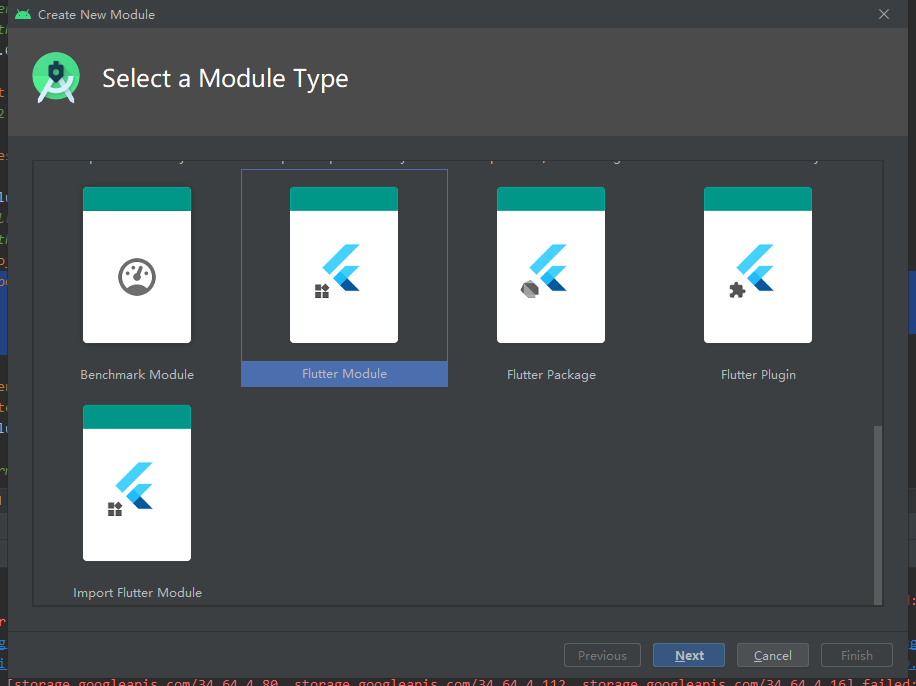 Create New Module
Select a Module Type
Benchmark Module
Flutter Module
Flutter Package
Flutter Plugin
Import Flutter Module
Previous
Next
Cancel
Finish
[storage.googleapis.com/34.64.4.80, storage.googleapis.com/34.64.4.112, storage.googleapis.com/34.64.4.16] failed